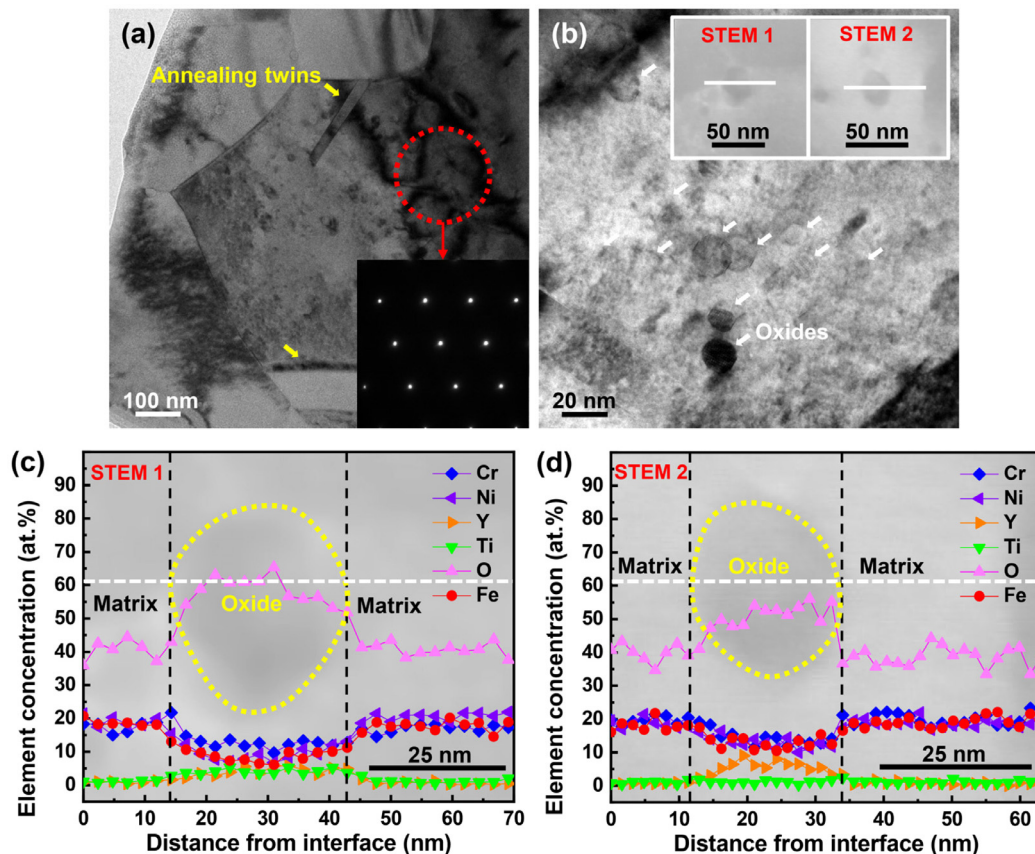 (a)
Annealing twins
100 nm
(b)
STEM 1
STEM 2
50 nm
50 nm
Oxides
20 nm
(c)
STEM 1
Cr
Ni
Y
Ti
O
Fe
Matrix
Oxide
Matrix
25 nm
90
80
70
60
50
40
30
20
10
0
Element concentration (at.%)
0 10 20 30 40 50 60 70
Distance from interface (nm)
(d)
STEM 2
Cr
Ni
Y
Ti
O
Fe
Matrix
Oxide
Matrix
25 nm
90
80
70
60
50
40
30
20
10
0
Element concentration (at.%)
0 10 20 30 40 50 60
Distance from interface (nm)